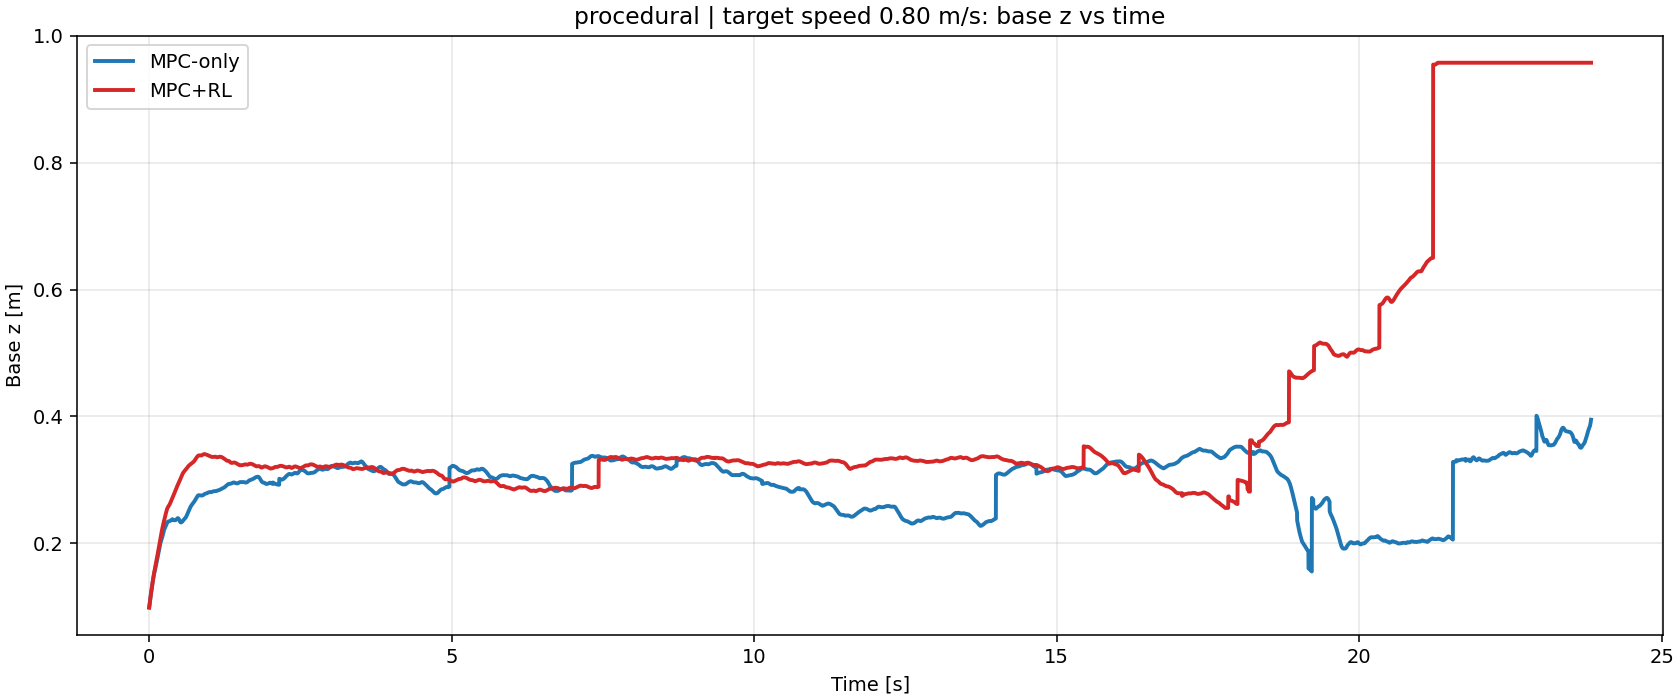 procedural | target speed 0.80 m/s: base z vs time
MPC-only
MPC+RL
Base z [m]
1.0
0.8
0.6
0.4
0.2
0
5
10
15
20
25
Time [s]